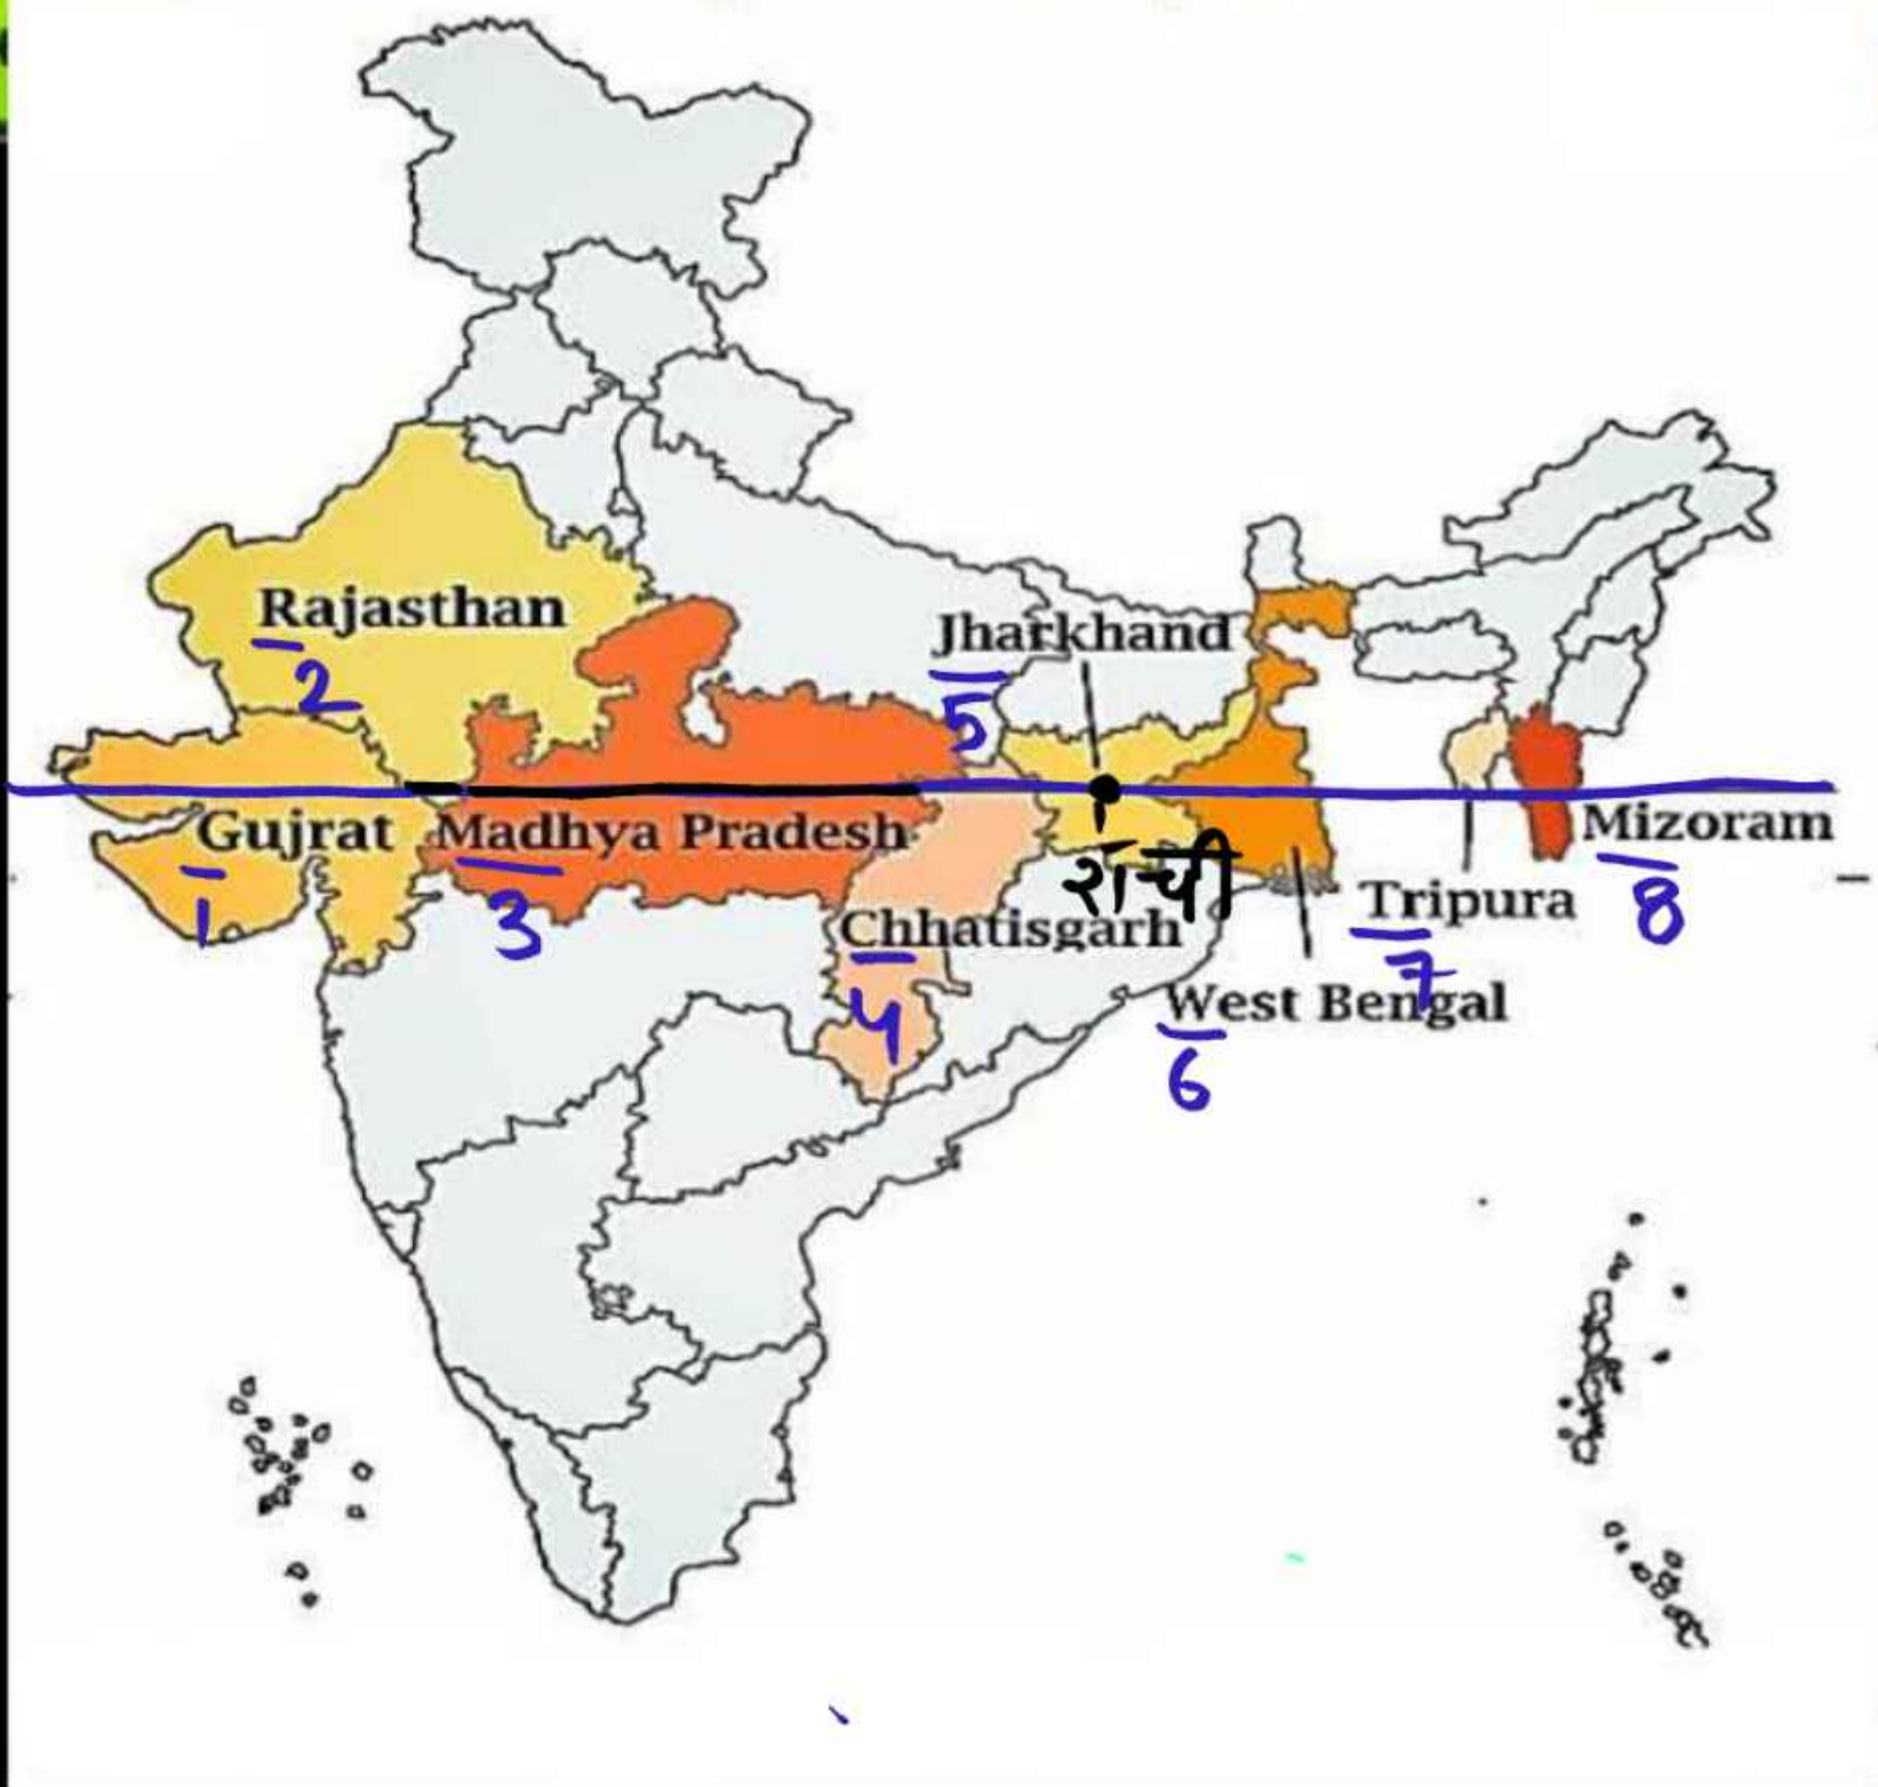 Rajasthan
2
Jharkhand
5
Gujrat
1
Madhya Pradesh
3
राँची
Mizoram
8
Chhatisgarh
4
Tripura
7
West Bengal
6